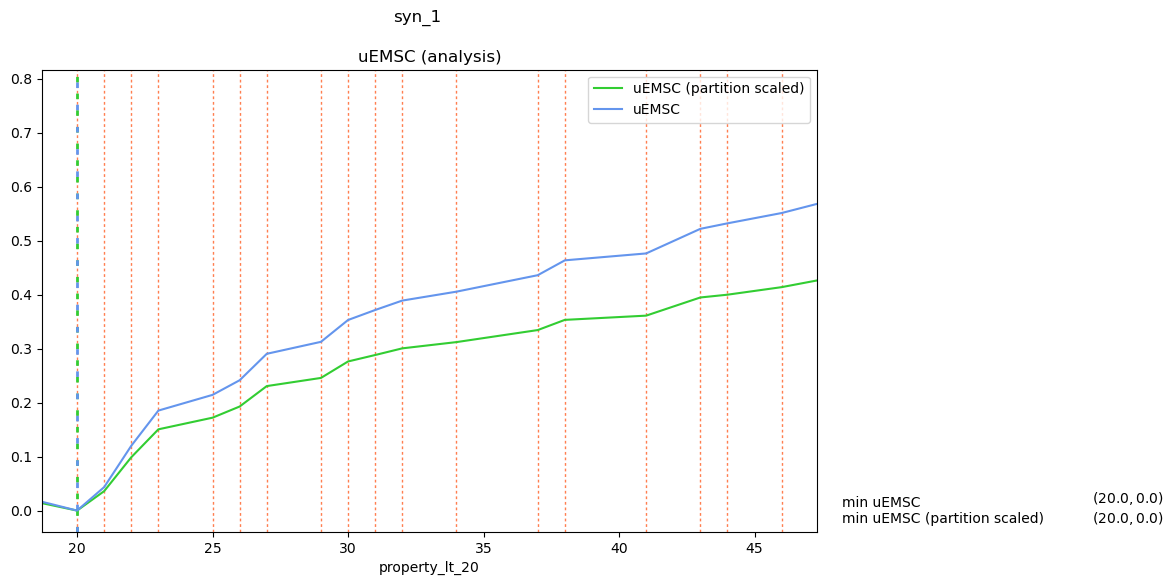 syn_1
uEMSC (analysis)
uEMSC (partition scaled)
uEMSC
0.8
0.7
0.6
0.5
0.4
0.3
0.2
0.1
0.0
20 25 30 35 40 45
property_lt_20
min uEMSC (20.0, 0.0)
min uEMSC (partition scaled) (20.0, 0.0)